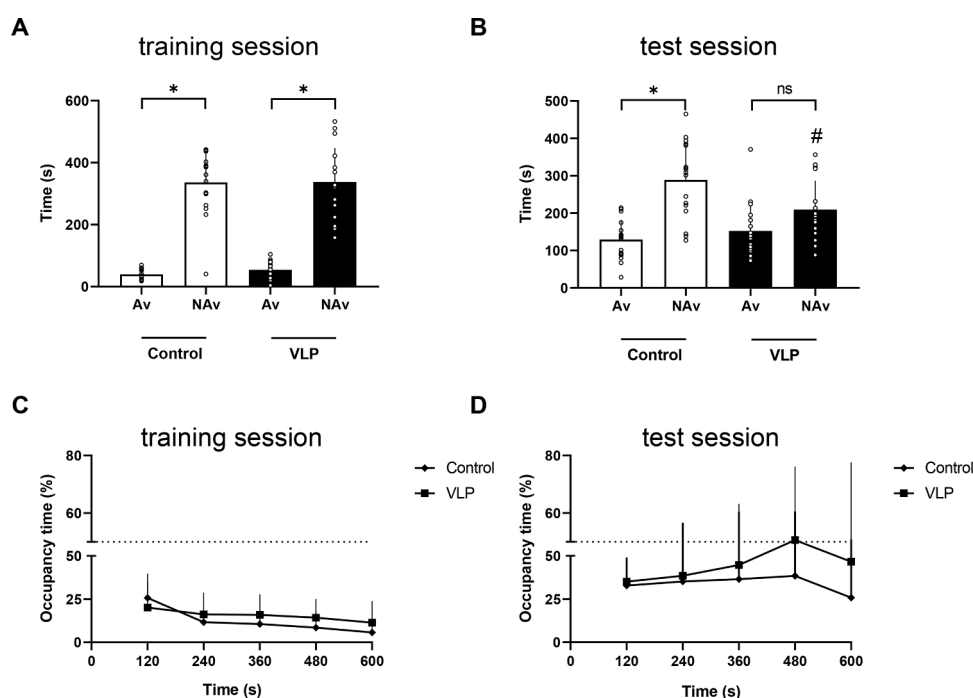 A
training session
Time (s)
600
400
200
0
*
*
Av
NAv
Av
NAv
Control
VLP
B
test session
Time (s)
500
400
300
200
100
0
*
ns
#
Av
NAv
Av
NAv
Control
VLP
C
training session
Occupancy time (%)
80
60
50
25
0
0
120
240
360
480
600
Time (s)
Control
VLP
D
test session
Occupancy time (%)
80
60
50
25
0
0
120
240
360
480
600
Time (s)
Control
VLP